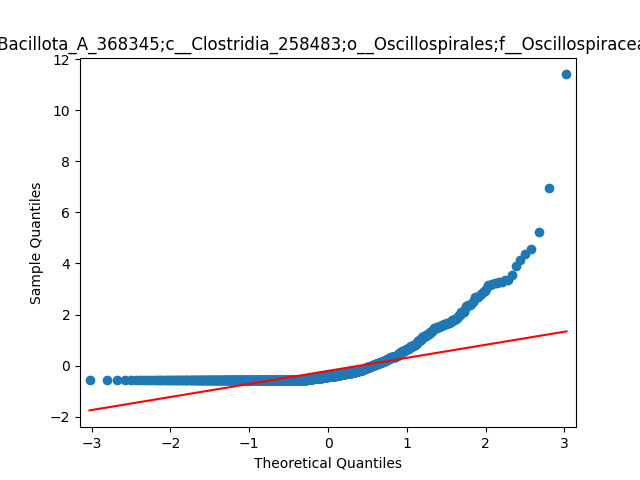 Bacillota_A_368345;c__Clostridia_258483;o__Oscillospirales;f__Oscillospiracea
12
10
8
6
4
2
0
−2
Sample Quantiles
−3 −2 −1 0 1 2 3
Theoretical Quantiles